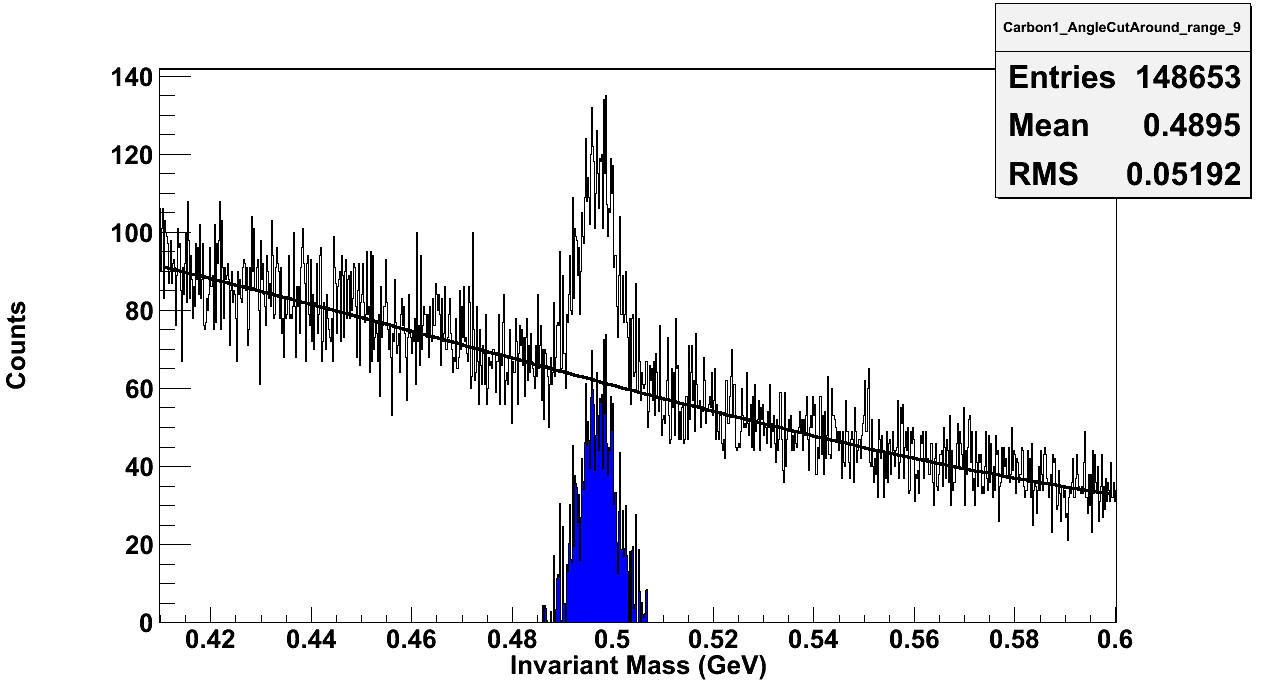 Carbon1_AngleCutAround_range_9
Entries 148653
Mean 0.4895
RMS 0.05192
140
120
100
80
60
40
20
0
Counts
0.42 0.44 0.46 0.48 0.5 0.52 0.54 0.56 0.58 0.6
Invariant Mass (GeV)